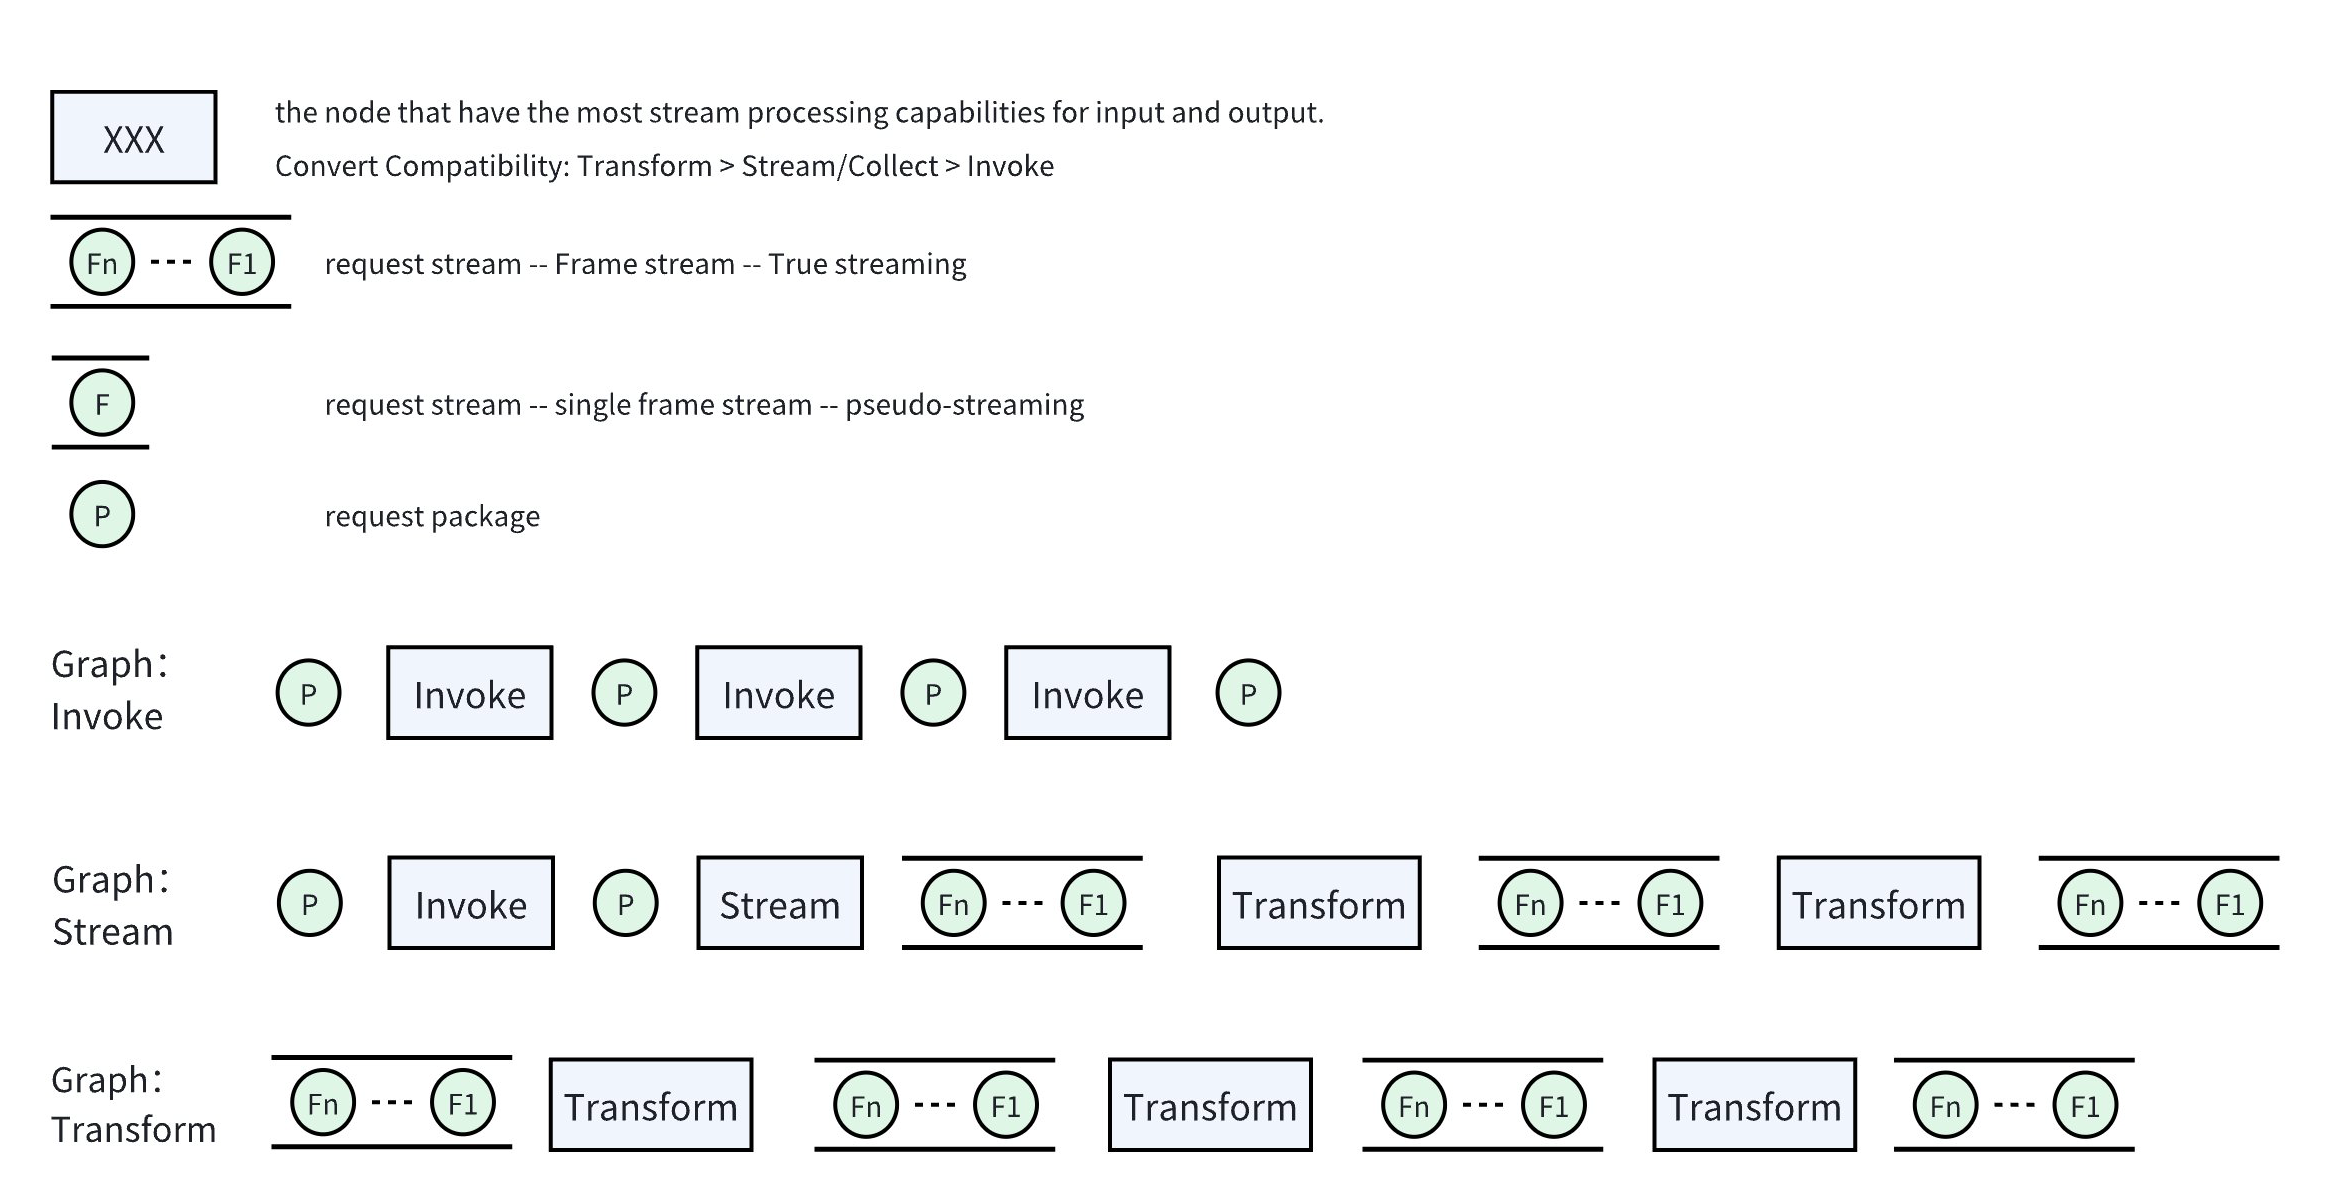 XXX
the node that have the most stream processing capabilities for input and output.
Convert Compatibility: Transform > Stream/Collect > Invoke
Fn --- F1
request stream -- Frame stream -- True streaming
F
request stream -- single frame stream -- pseudo-streaming
P
request package
Graph：
Invoke
P Invoke P Invoke P Invoke P
Graph：
Stream
P Invoke P Stream Fn --- F1 Transform Fn --- F1 Transform Fn --- F1
Graph：
Transform
Fn --- F1 Transform Fn --- F1 Transform Fn --- F1 Transform Fn --- F1